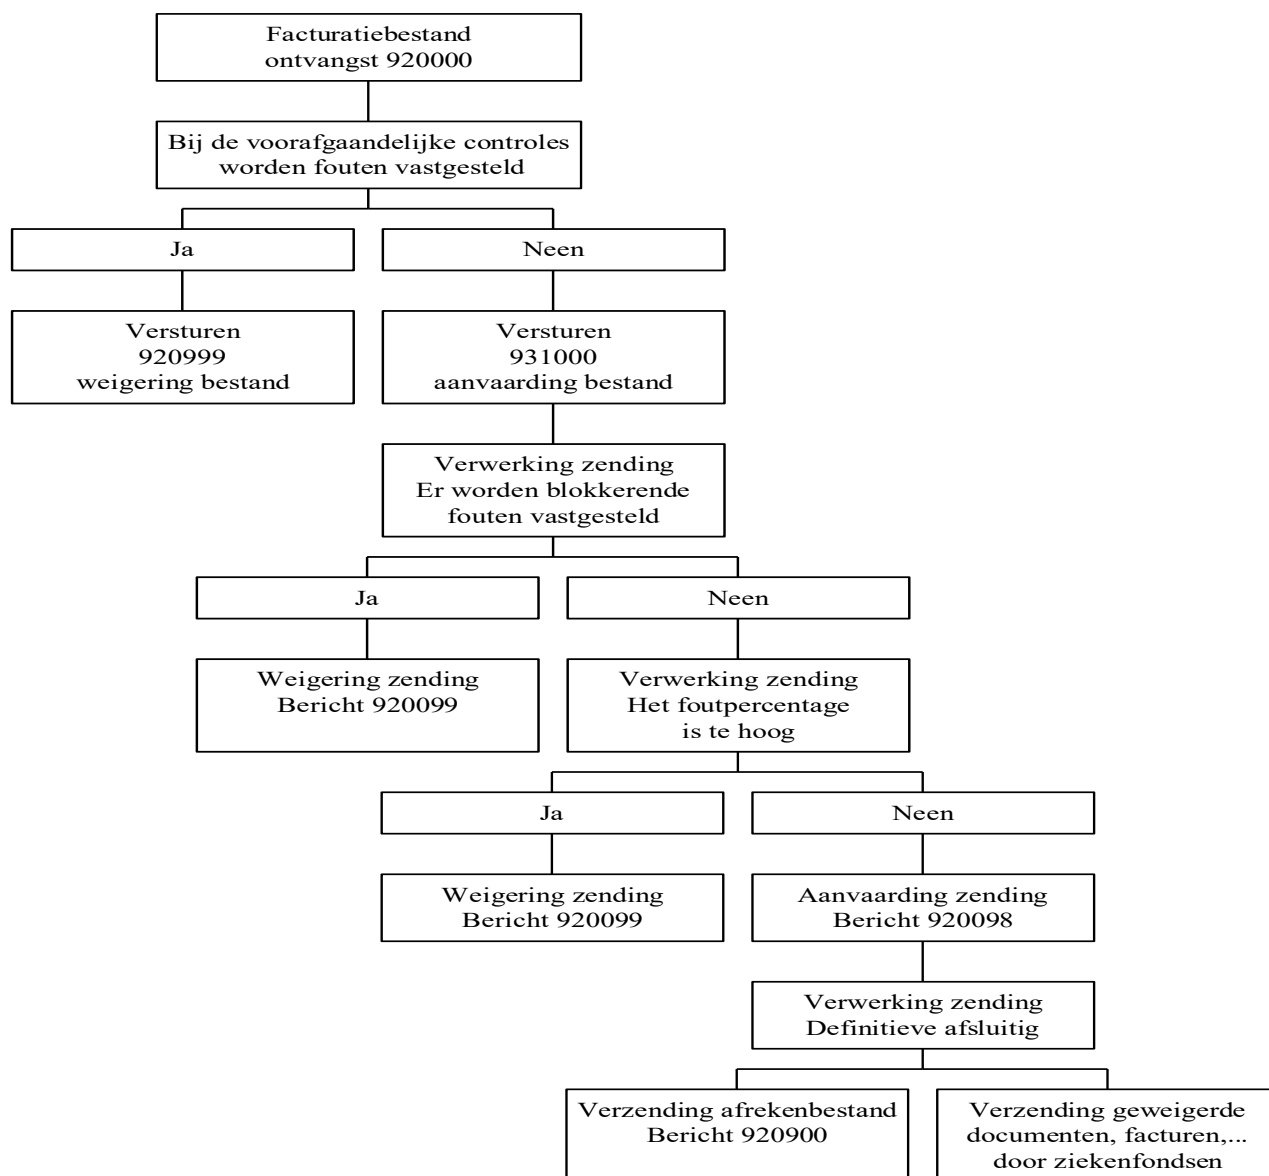 Facturatiebestand
ontvangst 920000
Bij de voorafgaandelijke controles
worden fouten vastgesteld
Ja
Neen
Versturen
920999
weigering bestand
Versturen
931000
aanvaarding bestand
Verwerking zending
Er worden blokkerende
fouten vastgesteld
Ja
Neen
Weigering zending
Bericht 920099
Verwerking zending
Het foutpercentage
is te hoog
Ja
Neen
Weigering zending
Bericht 920099
Aanvaarding zending
Bericht 920098
Verwerking zending
Definitieve afsluitig
Verzending afrekenbestand
Bericht 920900
Verzending geweigerde
documenten, facturen,...
door ziekenfondsen